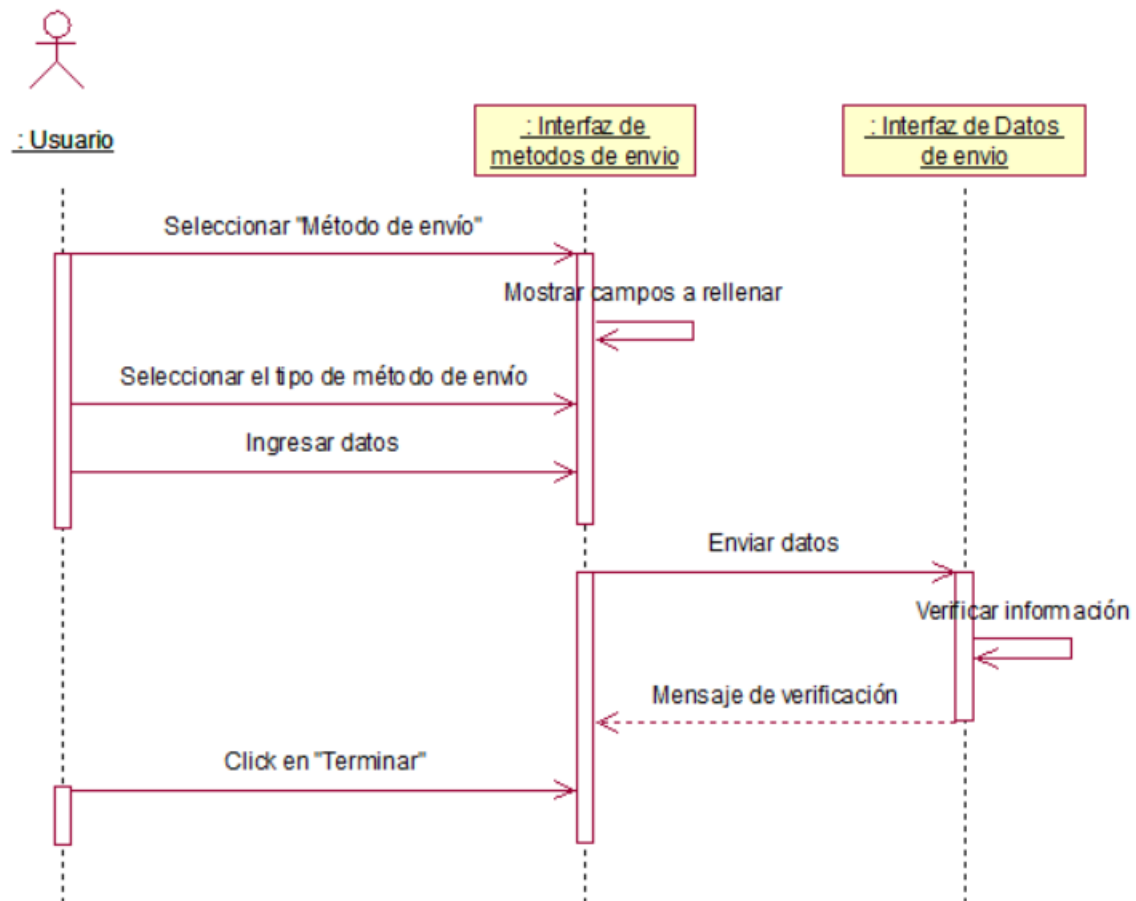 : Usuario
: Interfaz de
metodos de envio
: Interfaz de Datos
de envio
Seleccionar "Método de envío"
Mostrar campos a rellenar
Seleccionar el tipo de método de envío
Ingresar datos
Enviar datos
Verificar información
Mensaje de verificación
Click en "Terminar"